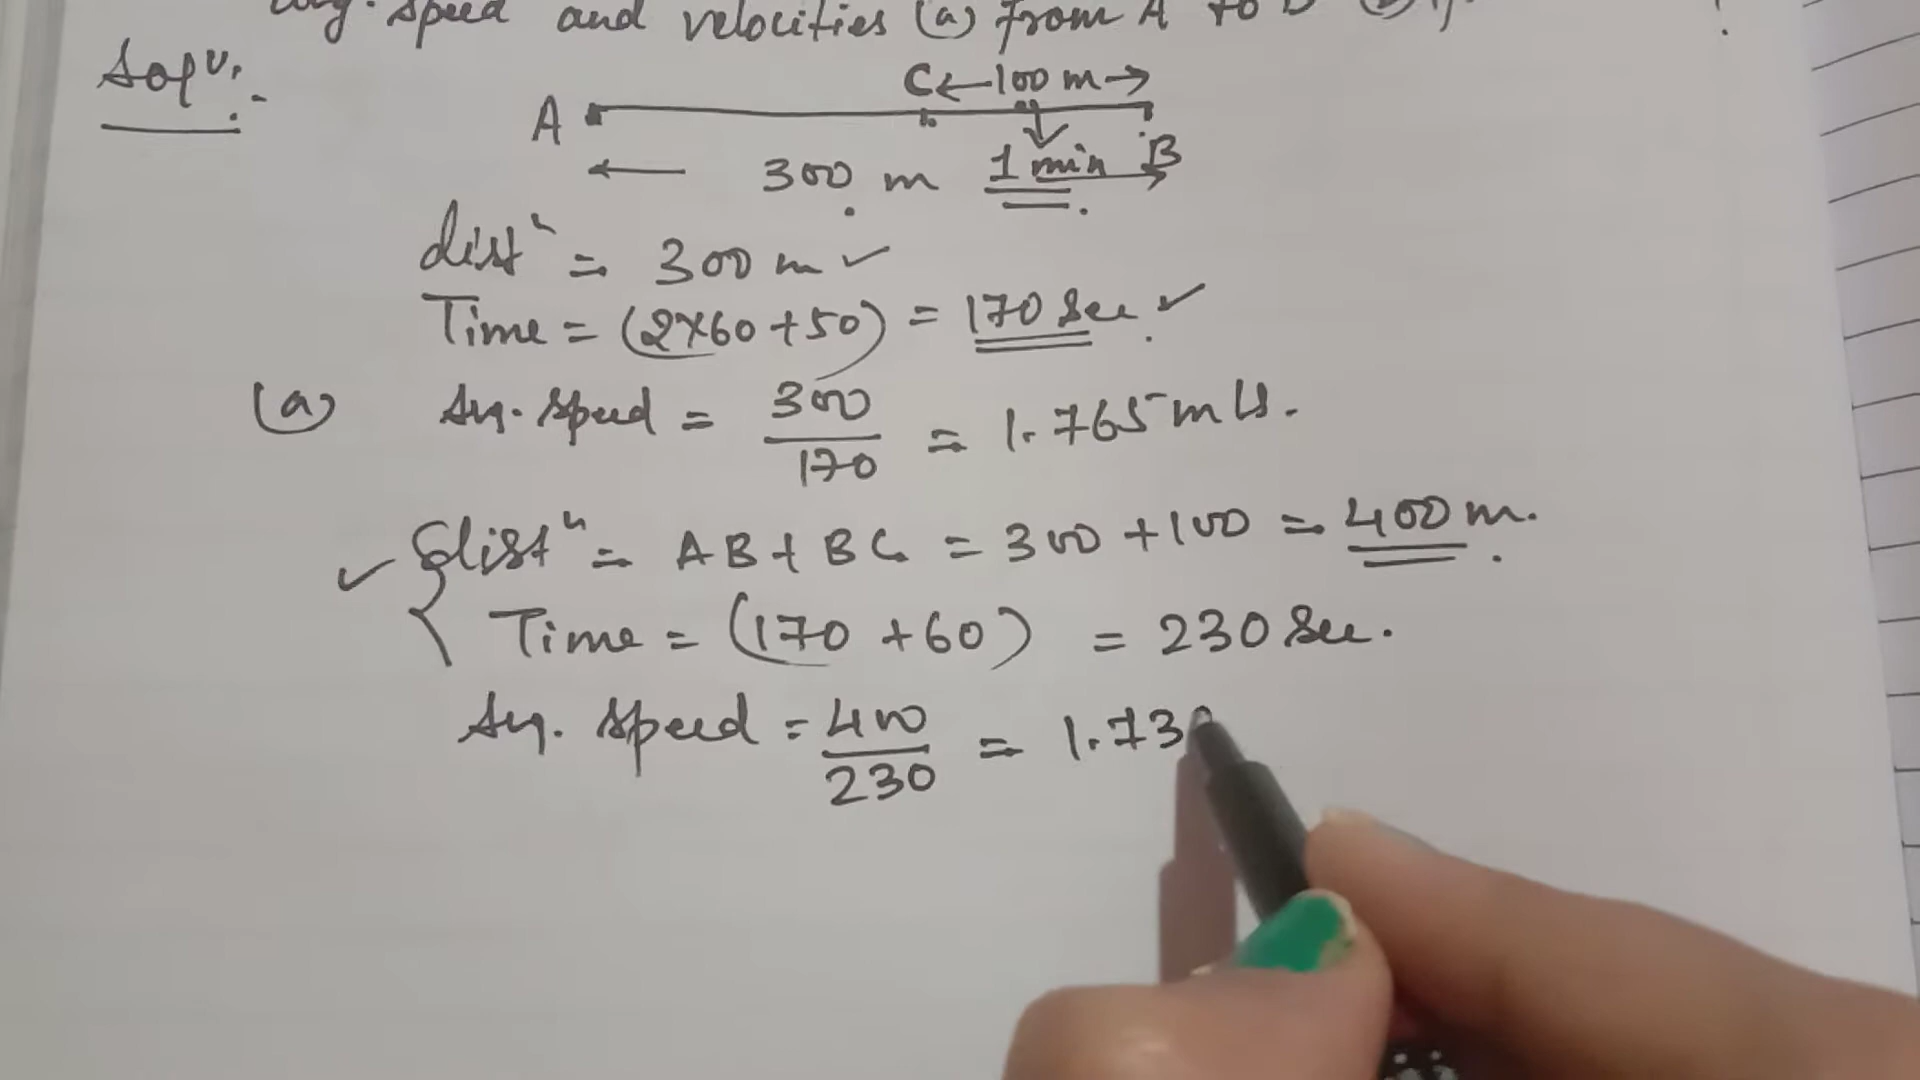 speed and velocities (a) from A to B
Solⁿ.
C ← 100 m →
A
300 m 1 min B
distⁿ = 300 m ✓
Time = (2×60+50) = 170 Sec ✓
(a) Av. speed = 300/170 = 1.765 m/s.
✓ distⁿ = AB + BC = 300 + 100 = 400 m.
Time = (170 + 60) = 230 Sec.
Av. speed = 400/230 = 1.73